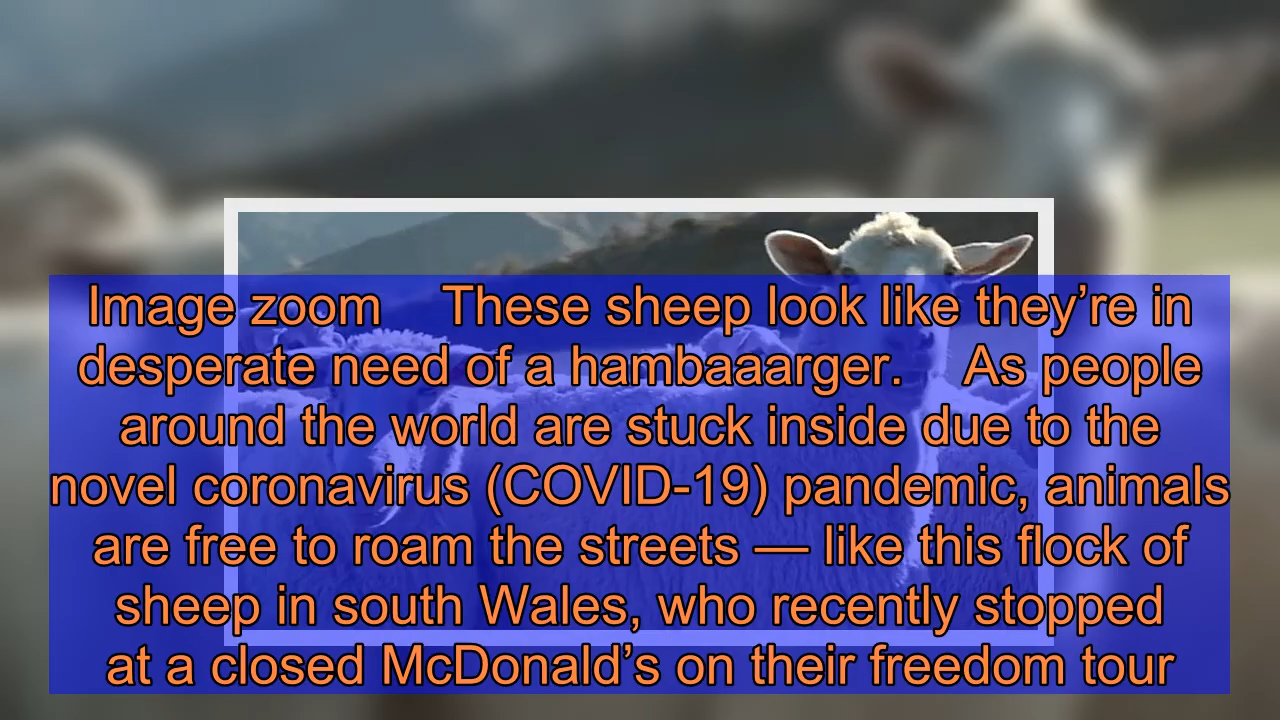 Image zoom     These sheep look like they’re in
desperate need of a hambaaarger.     As people
around the world are stuck inside due to the
novel coronavirus (COVID-19) pandemic, animals
are free to roam the streets — like this flock of
sheep in south Wales, who recently stopped
at a closed McDonald’s on their freedom tour